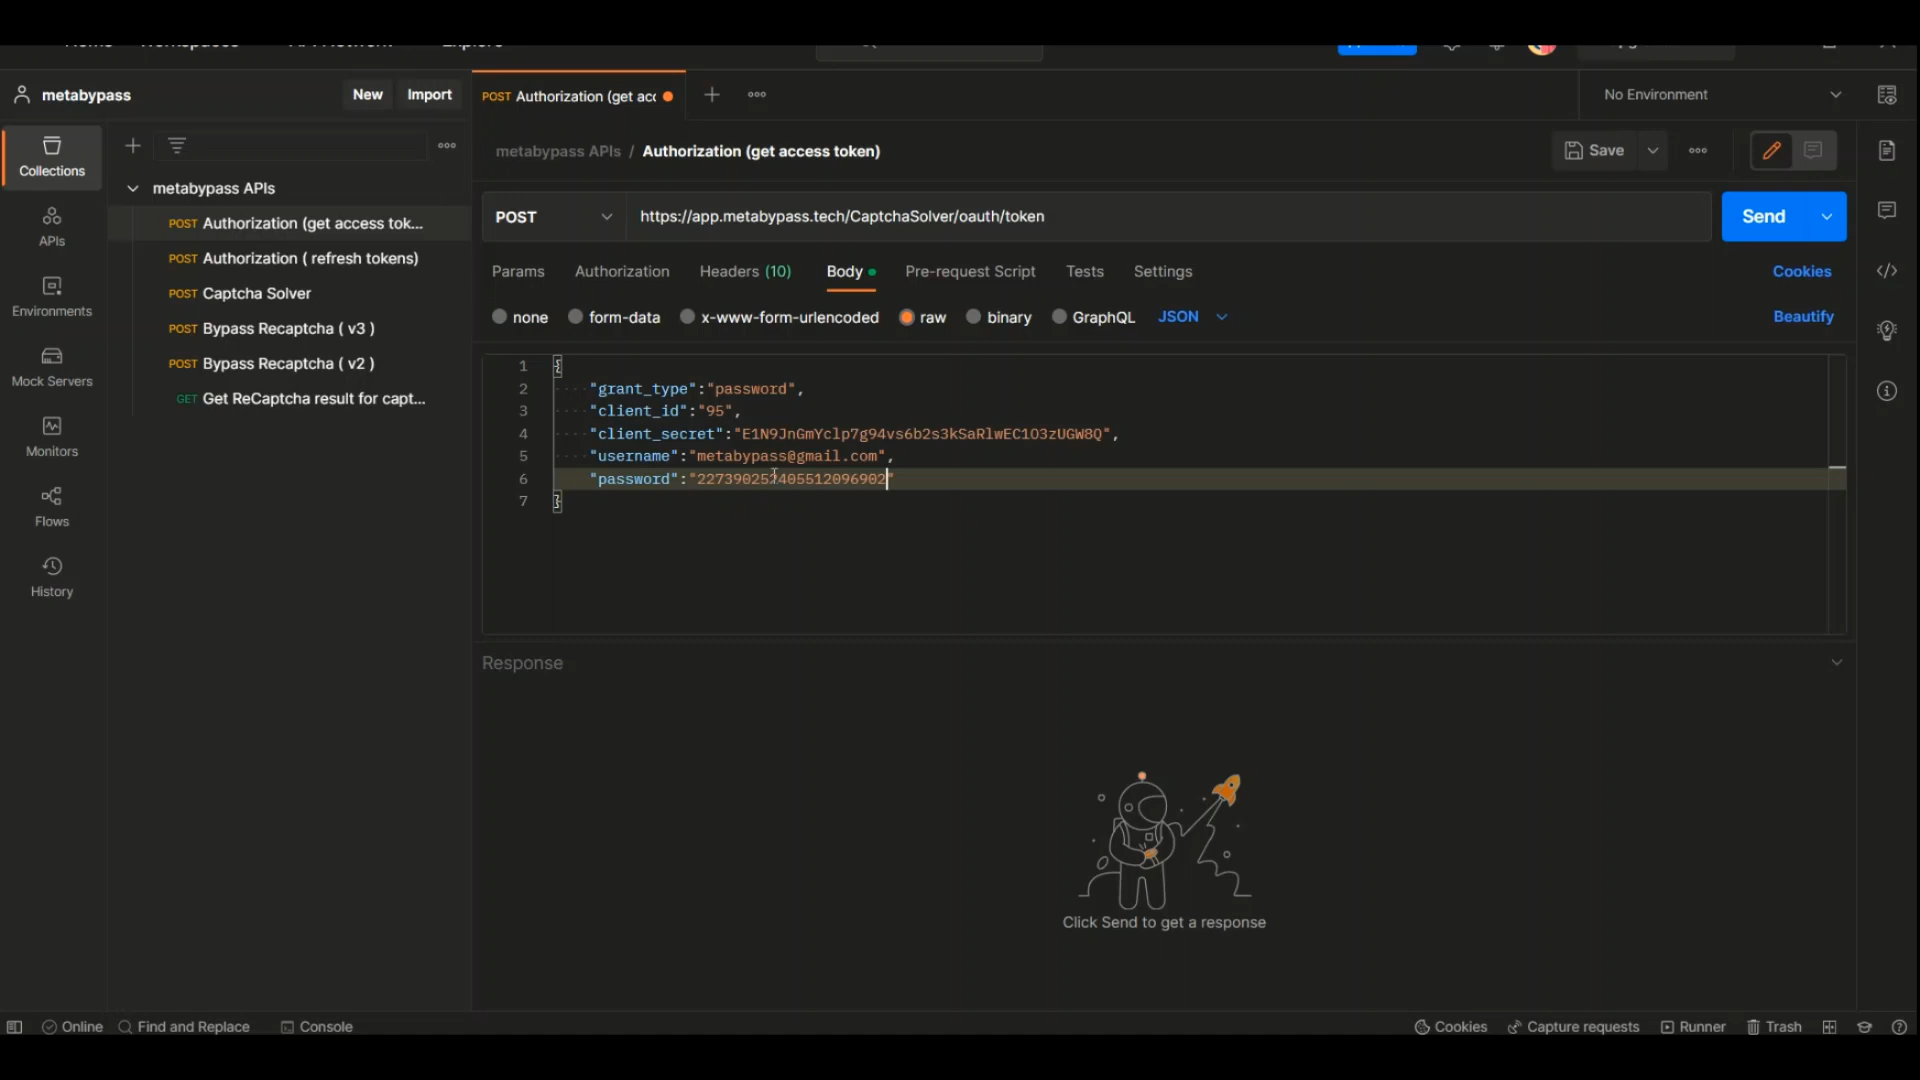 metabypass
New
Import
POST Authorization (get acc
No Environment
Collections
metabypass APIs / Authorization (get access token)
Save
metabypass APIs
POST Authorization (get access tok...
POST Authorization ( refresh tokens)
POST Captcha Solver
POST Bypass Recaptcha ( v3 )
POST Bypass Recaptcha ( v2 )
GET Get ReCaptcha result for capt...
APIs
Environments
Mock Servers
Monitors
Flows
History
POST
https://app.metabypass.tech/CaptchaSolver/oauth/token
Send
Params Authorization Headers (10) Body Pre-request Script Tests Settings
Cookies
none form-data x-www-form-urlencoded raw binary GraphQL JSON
Beautify
1 {
2 "grant_type":"password",
3 "client_id":"95",
4 "client_secret":"E1N9JnGmYclp7g94vs6b2s3kSaRlwEC1O3zUGW8Q",
5 "username":"metabypass@gmail.com",
6 "password":"227390252405512096902"
7 }
Response
Click Send to get a response
Online Find and Replace Console
Cookies Capture requests Runner Trash